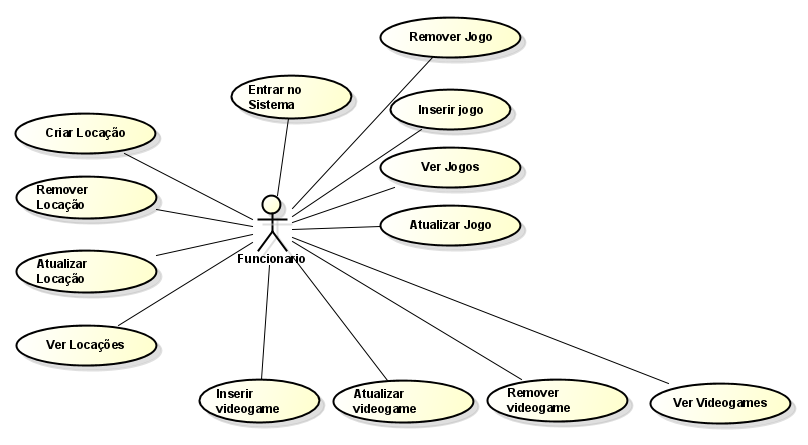 Remover Jogo
Entrar no
Sistema
Inserir jogo
Criar Locação
Ver Jogos
Remover
Locação
Atualizar Jogo
Funcionario
Atualizar
Locação
Ver Locações
Inserir
videogame
Atualizar
videogame
Remover
videogame
Ver Videogames